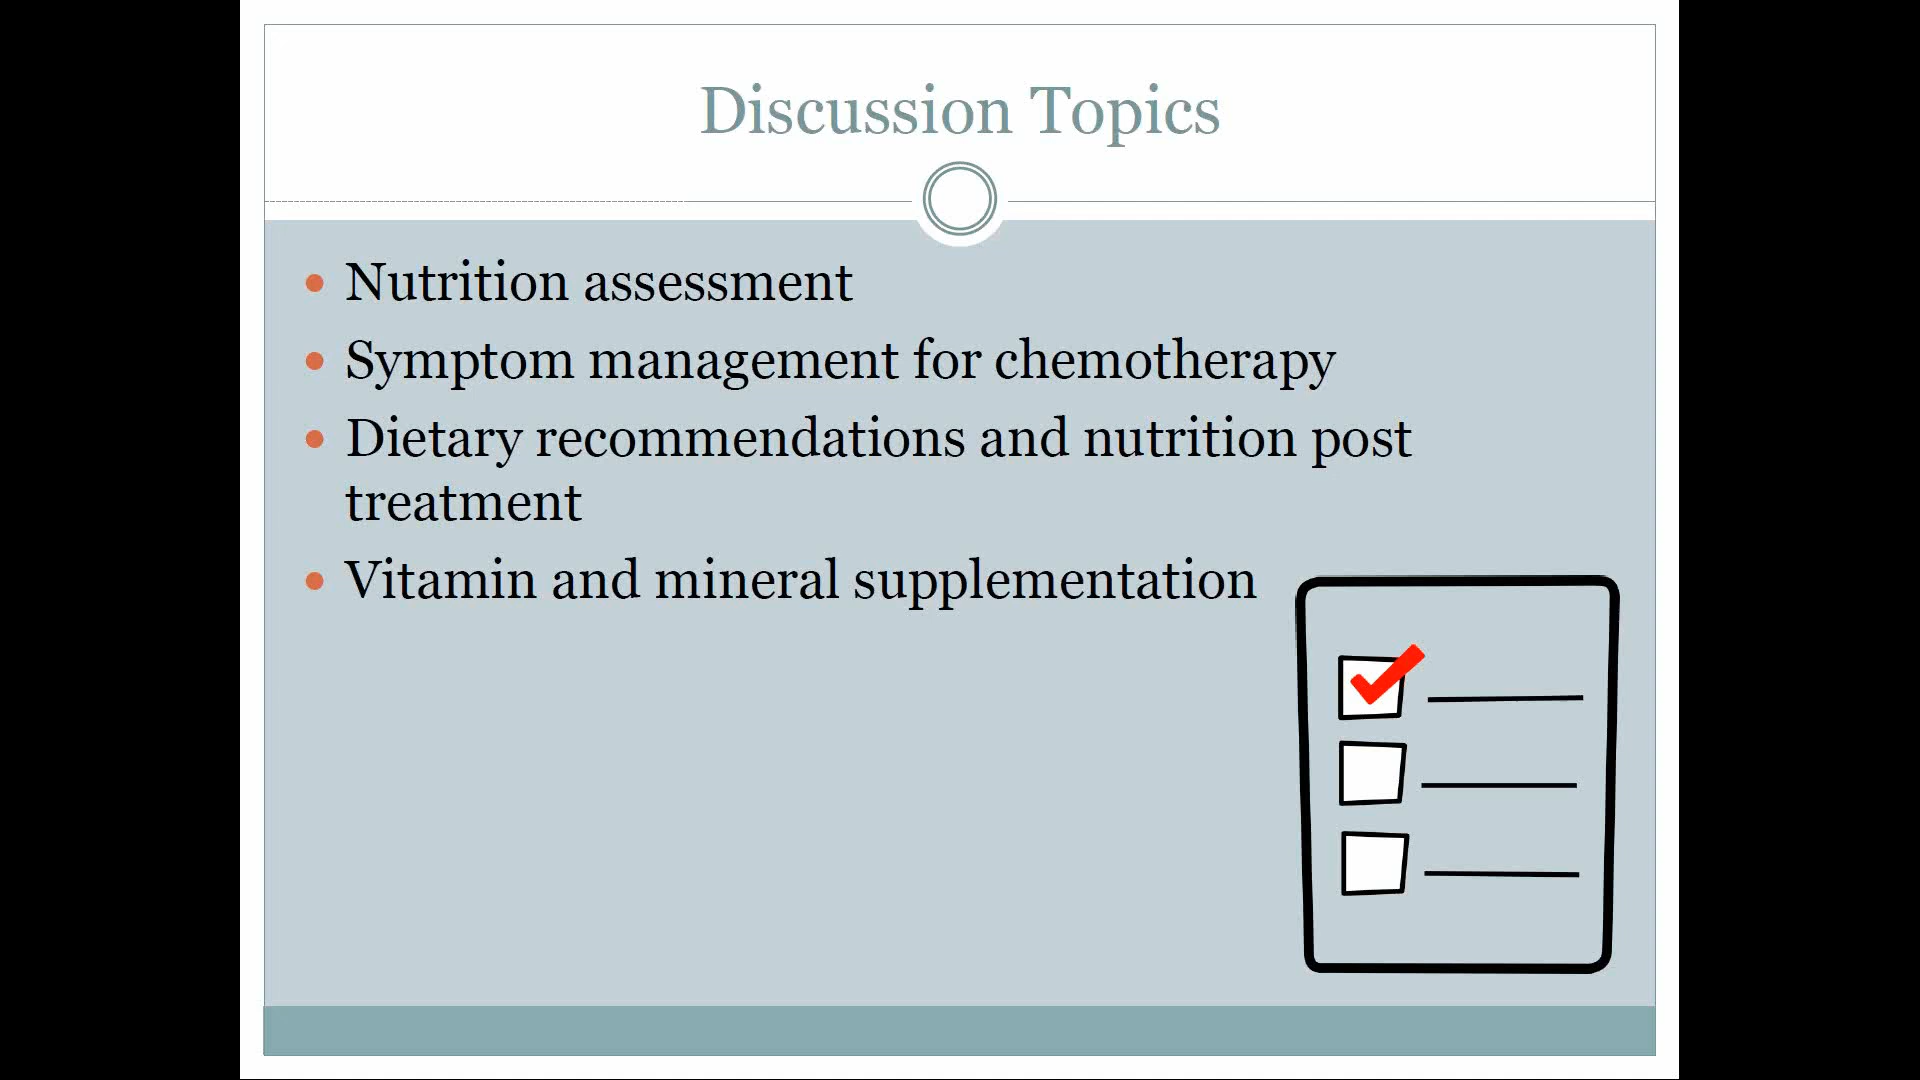 Discussion Topics
Nutrition assessment
Symptom management for chemotherapy
Dietary recommendations and nutrition post
treatment
Vitamin and mineral supplementation